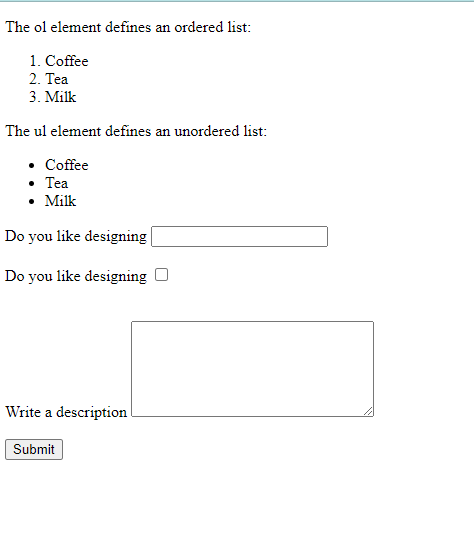 The ol element defines an ordered list:
1. Coffee
2. Tea
3. Milk
The ul element defines an unordered list:
• Coffee
• Tea
• Milk
Do you like designing
Do you like designing
Write a description
Submit